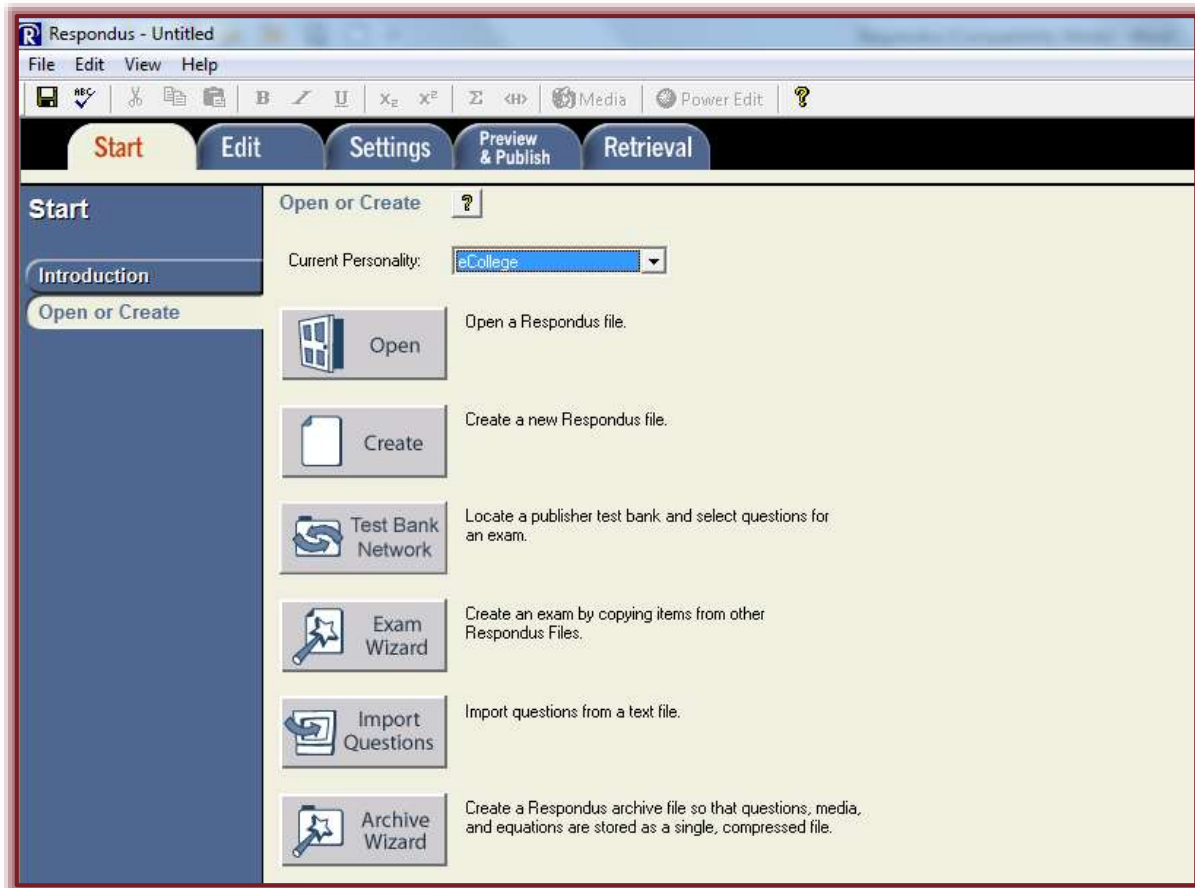 Respondus - Untitled
File Edit View Help
ABC B I U X₂ X² Σ <H> Media Power Edit ?
Start Edit Settings Preview & Publish Retrieval
Start
Introduction
Open or Create
Open or Create ?
Current Personality: eCollege
Open
Open a Respondus file.
Create
Create a new Respondus file.
Test Bank
Network
Locate a publisher test bank and select questions for
an exam.
Exam
Wizard
Create an exam by copying items from other
Respondus Files.
Import
Questions
Import questions from a text file.
Archive
Wizard
Create a Respondus archive file so that questions, media,
and equations are stored as a single, compressed file.